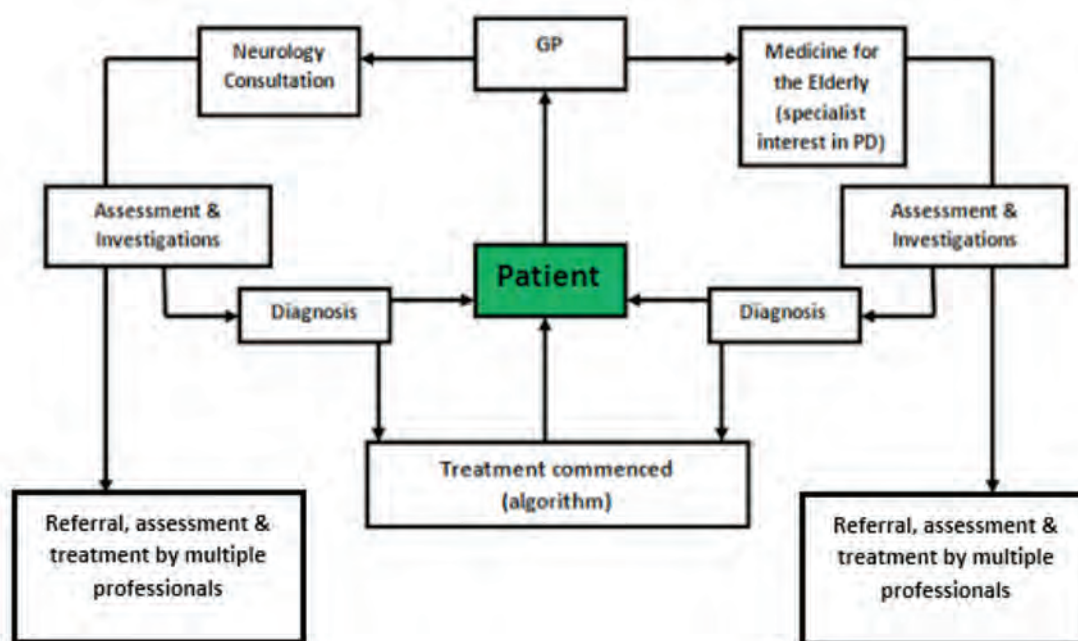 Neurology
Consultation
GP
Medicine for
the Elderly
(specialist
interest in PD)
Assessment &
Investigations
Assessment &
Investigations
Patient
Diagnosis
Diagnosis
Treatment commenced
(algorithm)
Referral, assessment &
treatment by multiple
professionals
Referral, assessment &
treatment by multiple
professionals